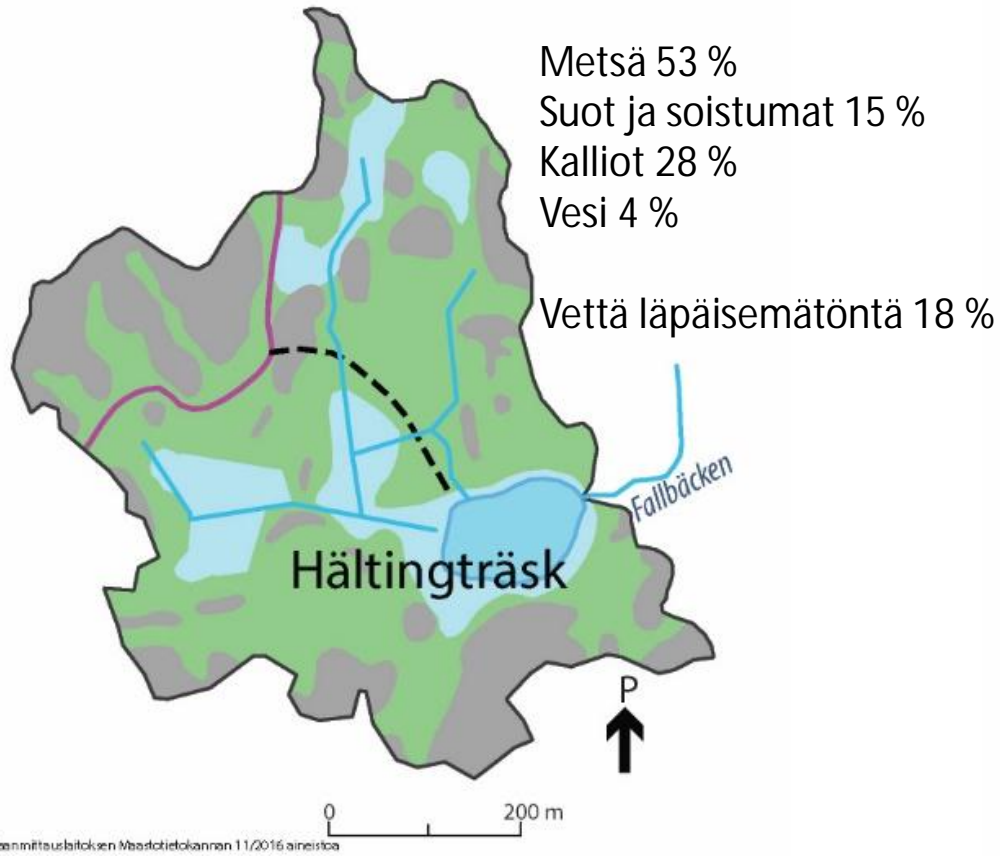 Metsä 53 %
Suot ja soistumat 15 %
Kalliot 28 %
Vesi 4 %
Vettä läpäisemätöntä 18 %
Fallbäcken
Hältingträsk
P
0 200 m
aanmittauslaitoksen Maastotietokannan 11/2016 aineistoa